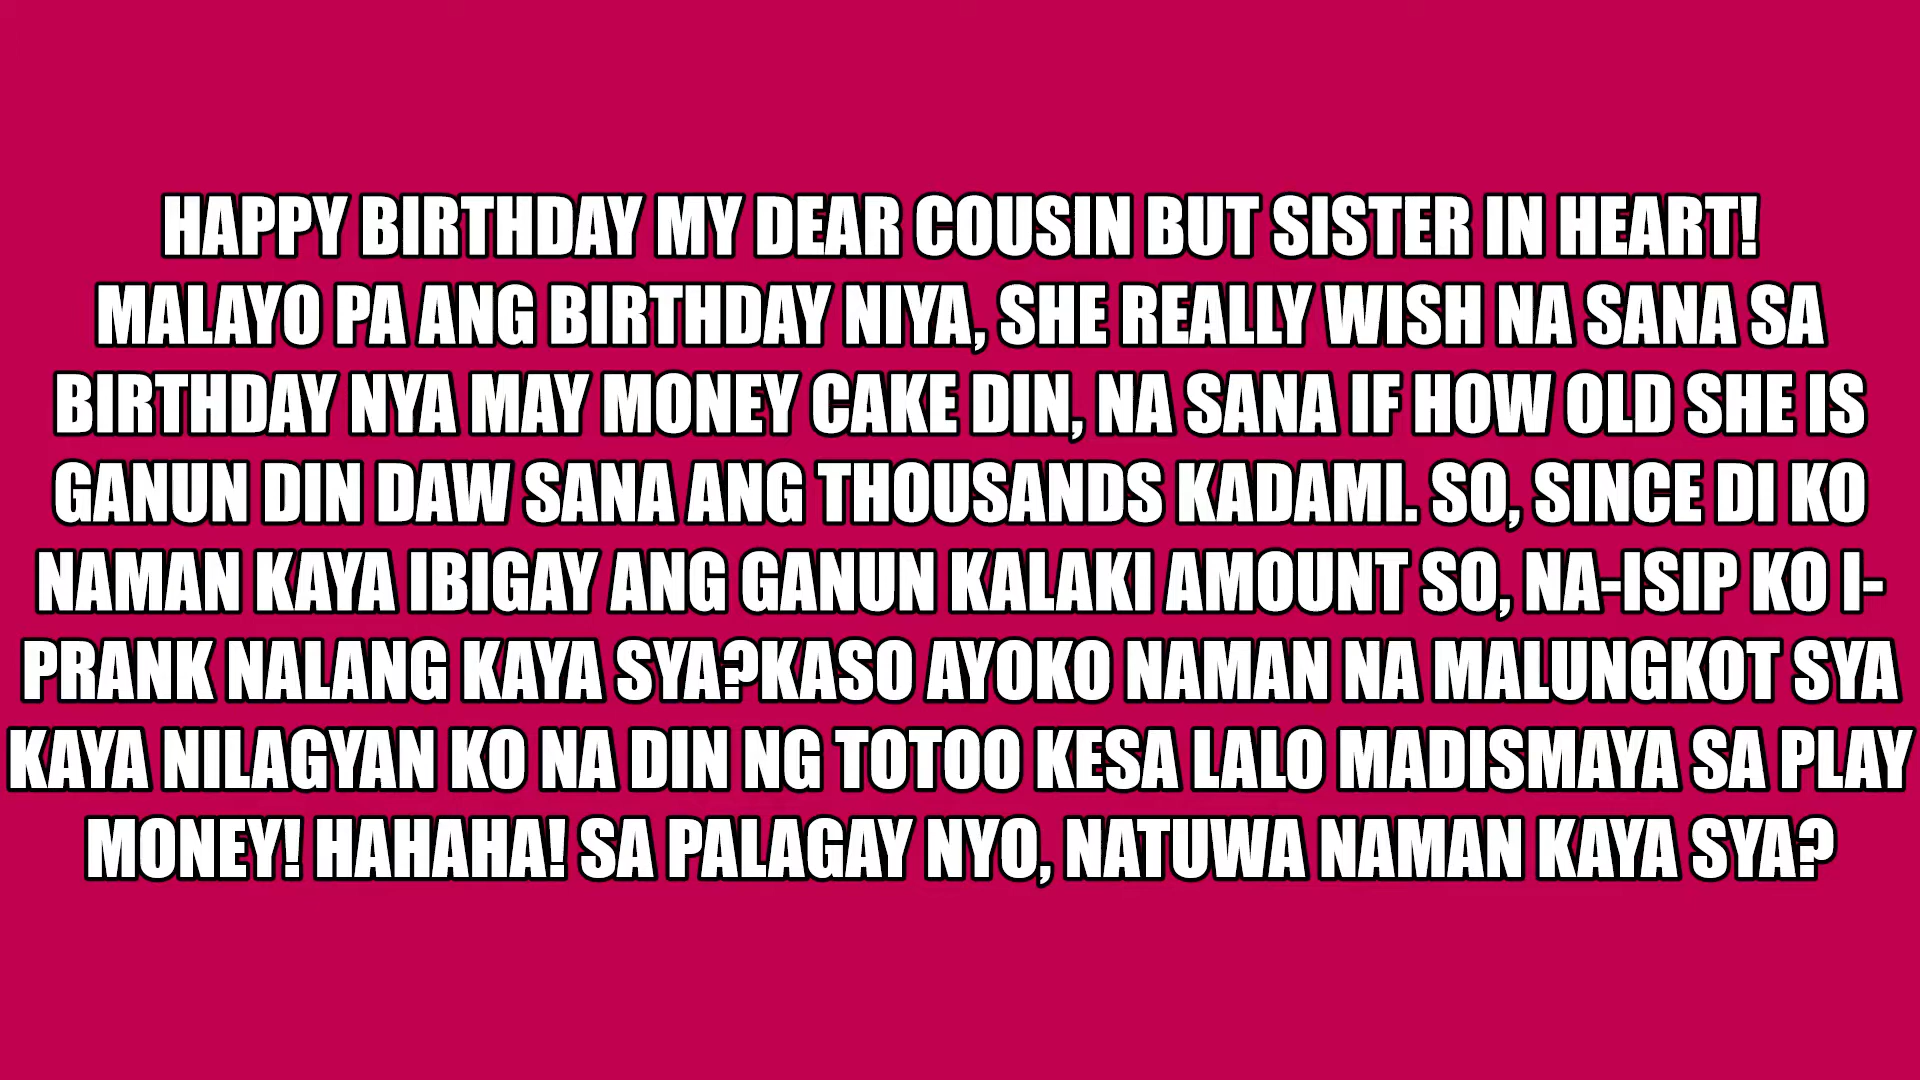 HAPPY BIRTHDAY MY DEAR COUSIN BUT SISTER IN HEART!
MALAYO PA ANG BIRTHDAY NIYA, SHE REALLY WISH NA SANA SA
BIRTHDAY NYA MAY MONEY CAKE DIN, NA SANA IF HOW OLD SHE IS
GANUN DIN DAW SANA ANG THOUSANDS KADAMI. SO, SINCE DI KO
NAMAN KAYA IBIGAY ANG GANUN KALAKI AMOUNT SO, NA-ISIP KO I-
PRANK NALANG KAYA SYA?KASO AYOKO NAMAN NA MALUNGKOT SYA
KAYA NILAGYAN KO NA DIN NG TOTOO KESA LALO MADISMAYA SA PLAY
MONEY! HAHAHA! SA PALAGAY NYO, NATUWA NAMAN KAYA SYA?